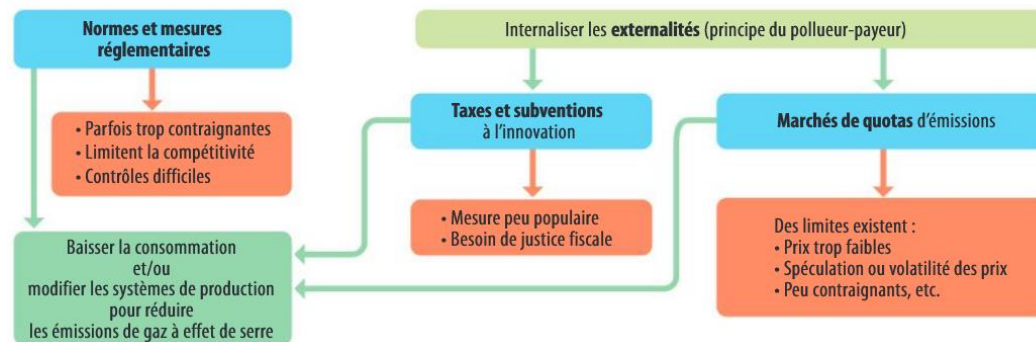 Normes et mesures
réglementaires
Internaliser les externalités (principe du pollueur-payeur)
• Parfois trop contraignantes
• Limitent la compétitivité
• Contrôles difficiles
Taxes et subventions
à l'innovation
Marchés de quotas d'émissions
• Mesure peu populaire
• Besoin de justice fiscale
Des limites existent :
• Prix trop faibles
• Spéculation ou volatilité des prix
• Peu contraignants, etc.
Baisser la consommation
et/ou
modifier les systèmes de production
pour réduire
les émissions de gaz à effet de serre